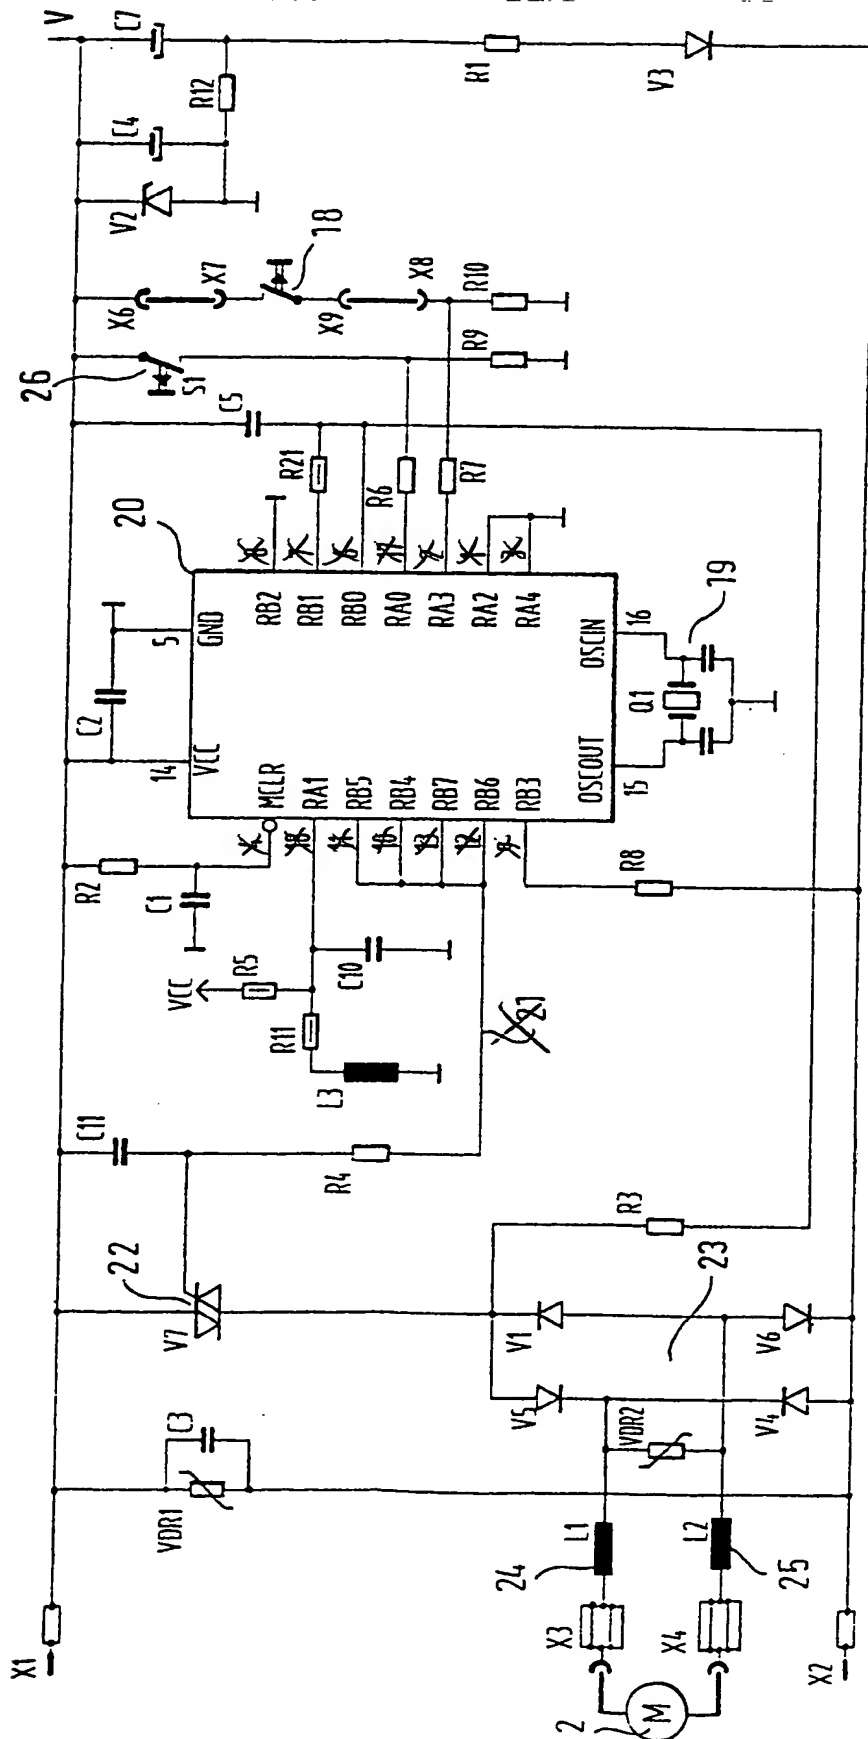 X1
VDR1
C3
V7
22
C11
R4
L3
R11
VCC
R5
C10
C1
R2
14
VCC
C2
5
GND
20
MCLR
RA1
RB5
RB4
RB7
RB6
RB3
RB2
RB1
RB0
RA0
RA3
RA2
RA4
OSCOUT
OSCIN
15
16
Q1
19
R21
R6
R7
C5
26
S1
X6
X7
18
X9
X8
R9
R10
V2
C4
R12
C7
V
R1
V3
R8
21
R3
23
V1
V5
V6
V4
VDR2
L1
24
L2
25
X3
X4
2
M
X2